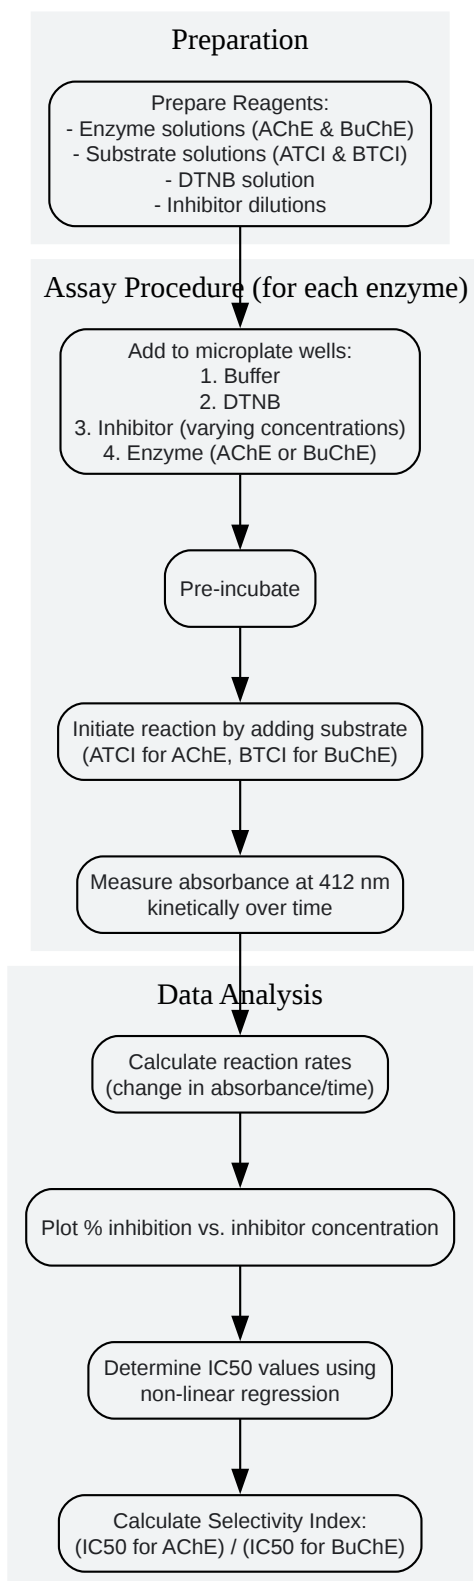 Preparation
Prepare Reagents:
- Enzyme solutions (AChE & BuChE)
- Substrate solutions (ATCI & BTCI)
- DTNB solution
- Inhibitor dilutions
Assay Procedure (for each enzyme)
Add to microplate wells:
1. Buffer
2. DTNB
3. Inhibitor (varying concentrations)
4. Enzyme (AChE or BuChE)
Pre-incubate
Initiate reaction by adding substrate
(ATCI for AChE, BTCI for BuChE)
Measure absorbance at 412 nm
kinetically over time
Data Analysis
Calculate reaction rates
(change in absorbance/time)
Plot % inhibition vs. inhibitor concentration
Determine IC50 values using
non-linear regression
Calculate Selectivity Index:
(IC50 for AChE) / (IC50 for BuChE)